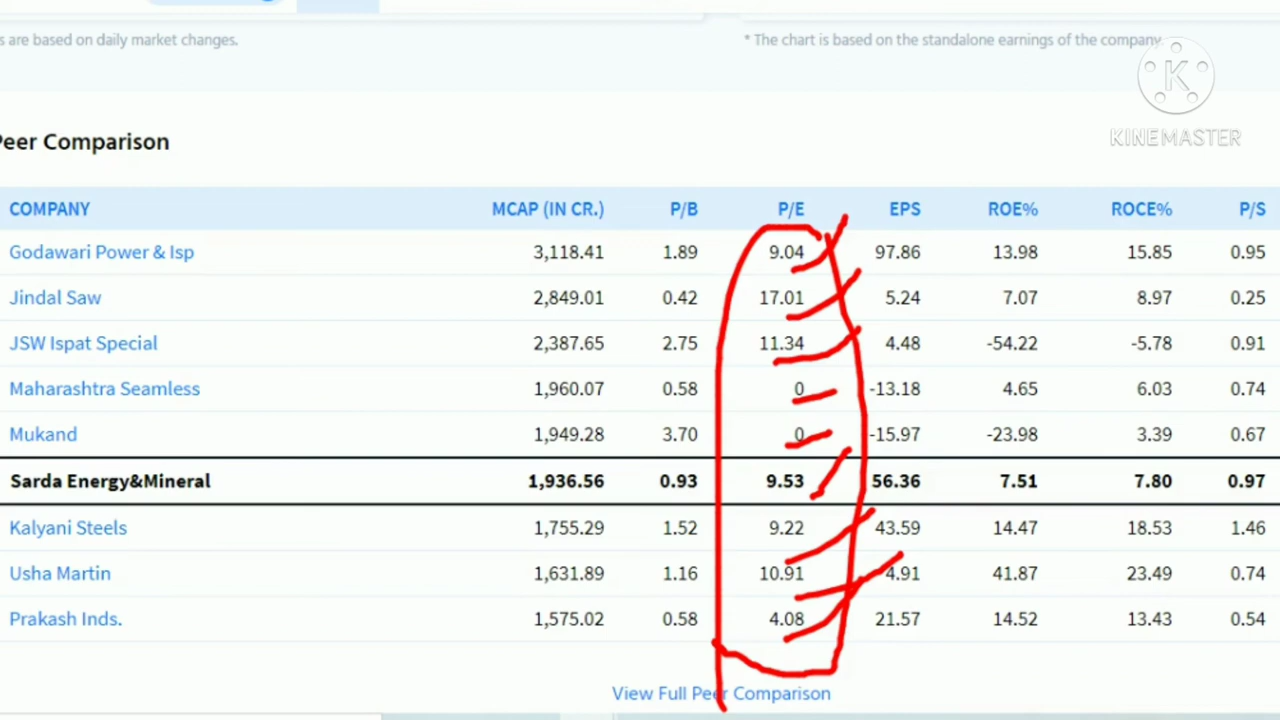 s are based on daily market changes.
* The chart is based on the standalone earnings of the company.
K
KINEMASTER
Peer Comparison
COMPANY MCAP (IN CR.) P/B P/E EPS ROE% ROCE% P/S
Godawari Power & Isp 3,118.41 1.89 9.04 97.86 13.98 15.85 0.95
Jindal Saw 2,849.01 0.42 17.01 5.24 7.07 8.97 0.25
JSW Ispat Special 2,387.65 2.75 11.34 4.48 -54.22 -5.78 0.91
Maharashtra Seamless 1,960.07 0.58 0 -13.18 4.65 6.03 0.74
Mukand 1,949.28 3.70 0 -15.97 -23.98 3.39 0.67
Sarda Energy&Mineral 1,936.56 0.93 9.53 56.36 7.51 7.80 0.97
Kalyani Steels 1,755.29 1.52 9.22 43.59 14.47 18.53 1.46
Usha Martin 1,631.89 1.16 10.91 4.91 41.87 23.49 0.74
Prakash Inds. 1,575.02 0.58 4.08 21.57 14.52 13.43 0.54
View Full Peer Comparison